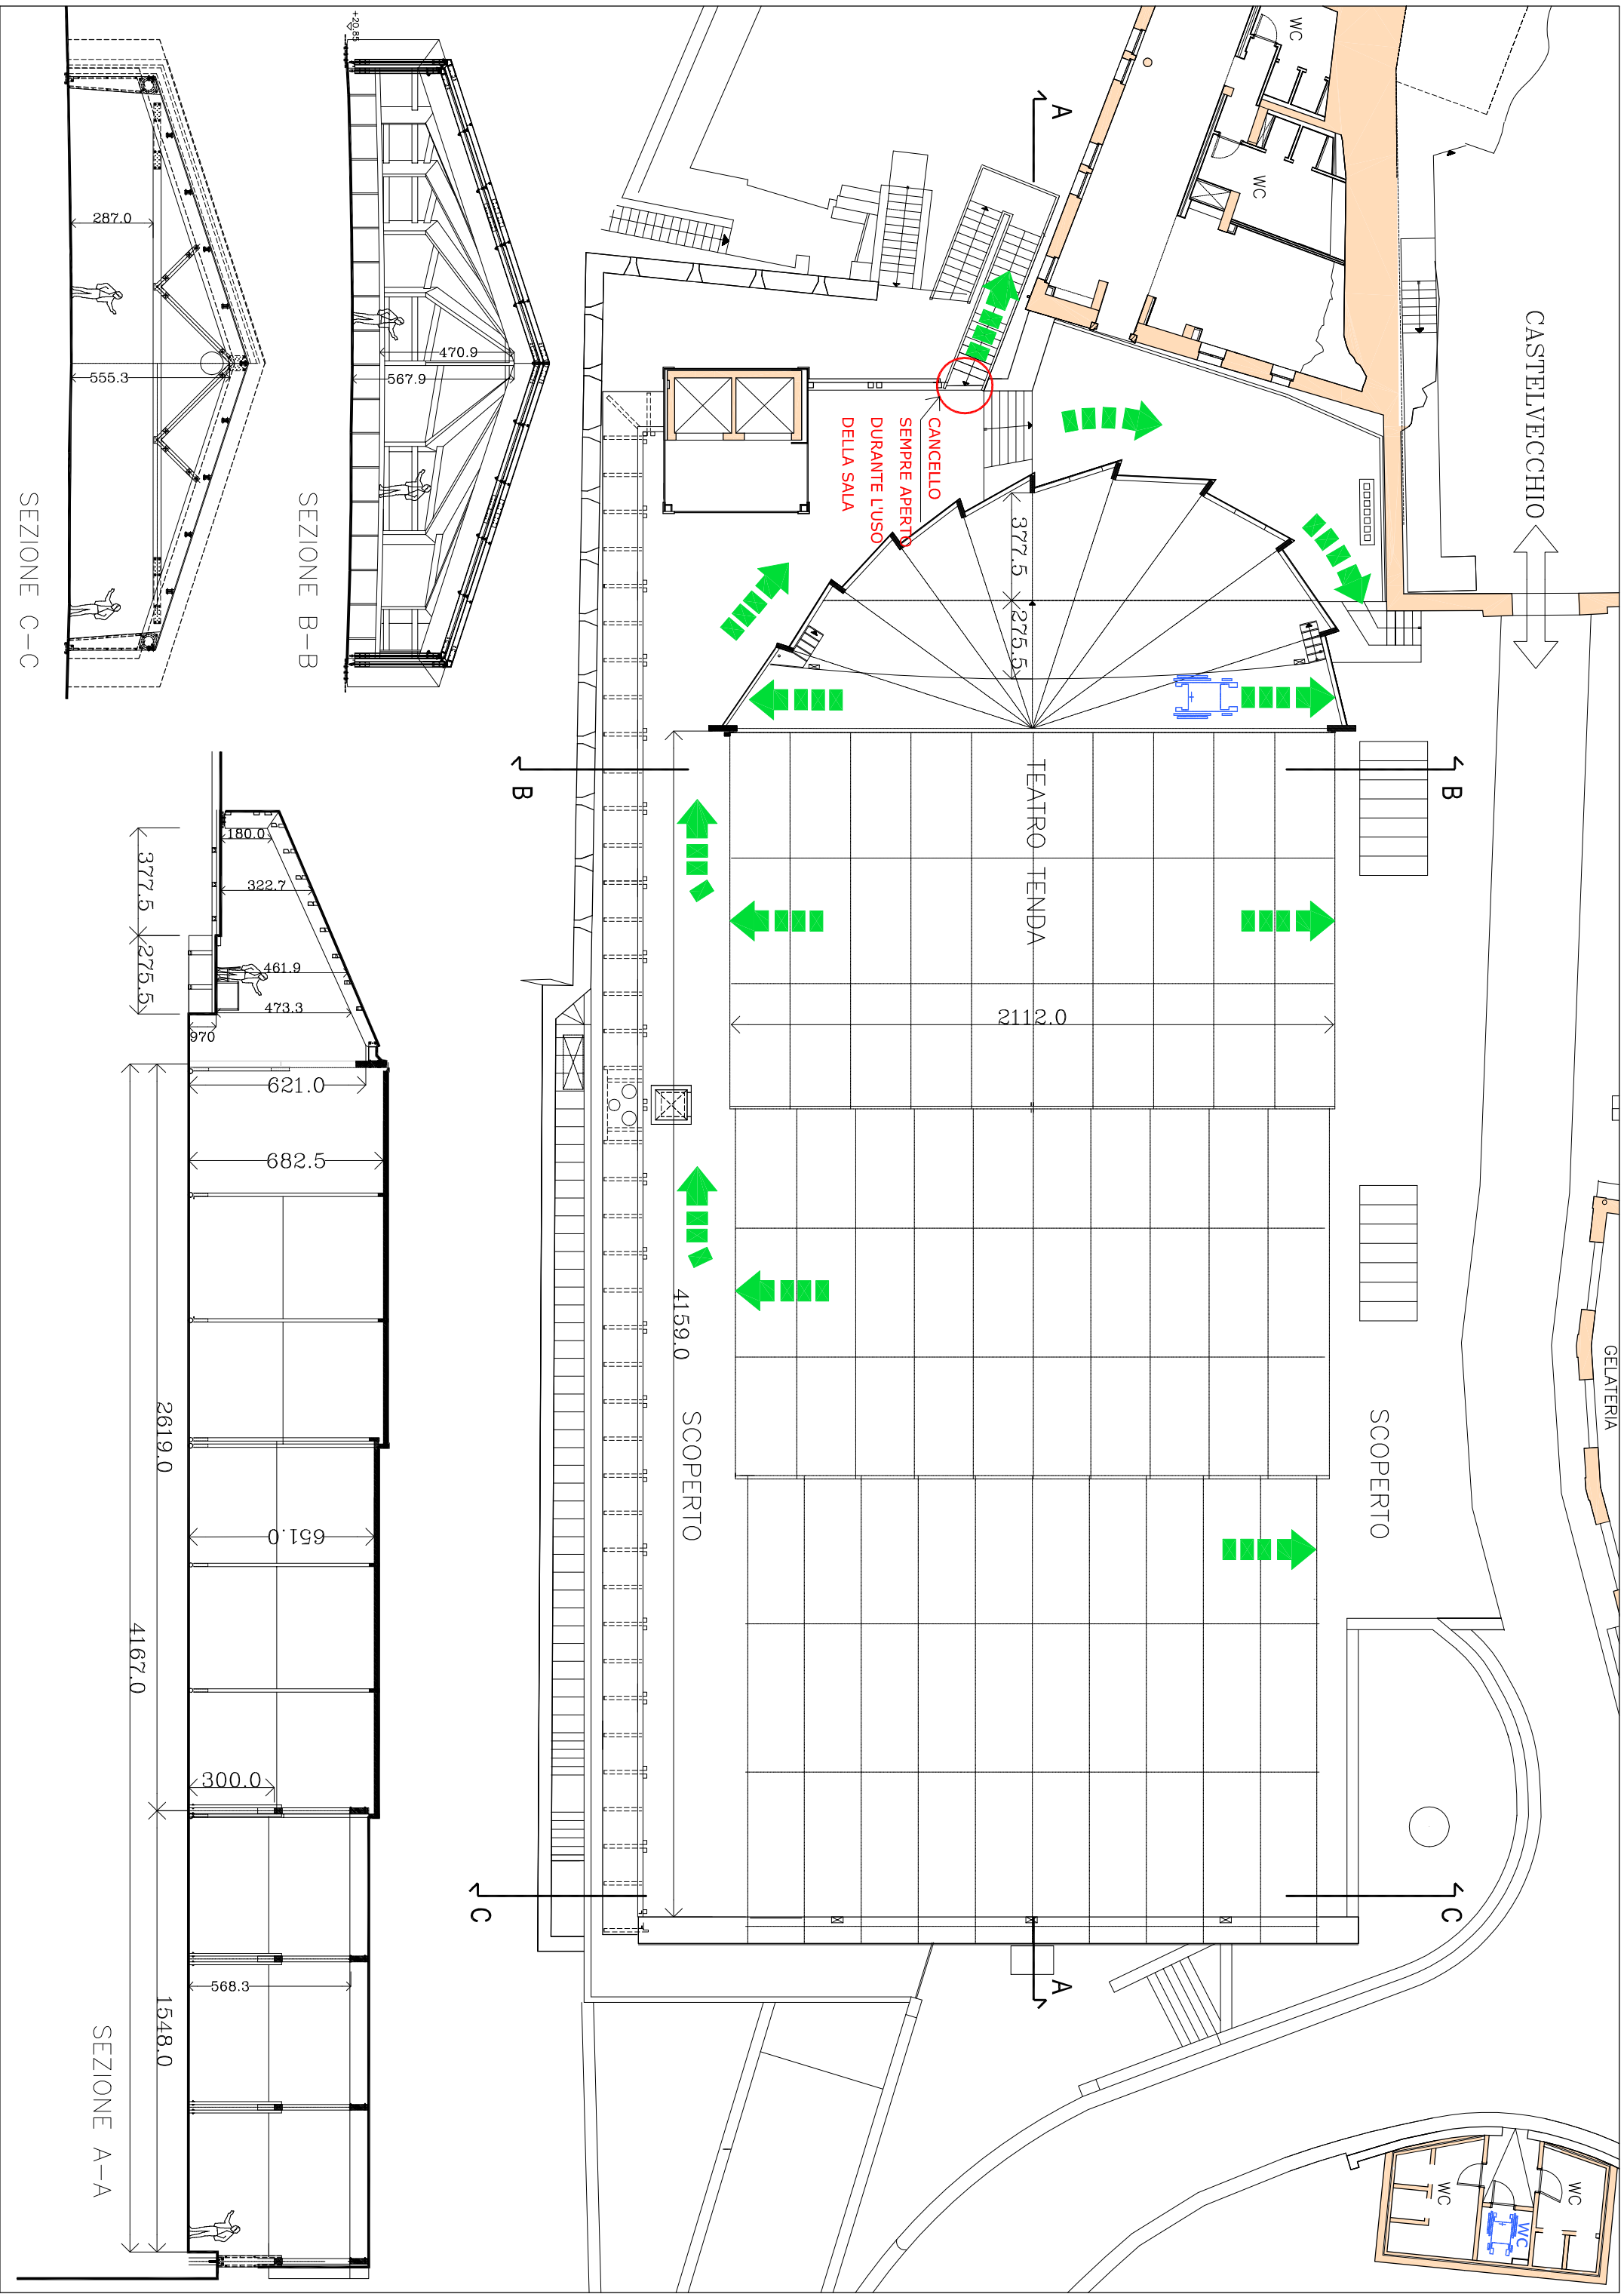 CASTELVECCHIO
WC
WC
A
CANCELLO
SEMPRE APERTO
DURANTE L'USO
DELLA SALA
377.5
275.5
B
B
TEATRO TENDA
2112.0
4159.0
SCOPERTO
SCOPERTO
GELATERIA
C
C
A
WC
WC
WC
+20.85
470.9
567.9
SEZIONE B-B
287.0
555.3
SEZIONE C-C
180.0
322.7
461.9
473.3
970
377.5
275.5
621.0
682.5
651.0
300.0
568.3
2619.0
1548.0
4167.0
SEZIONE A-A